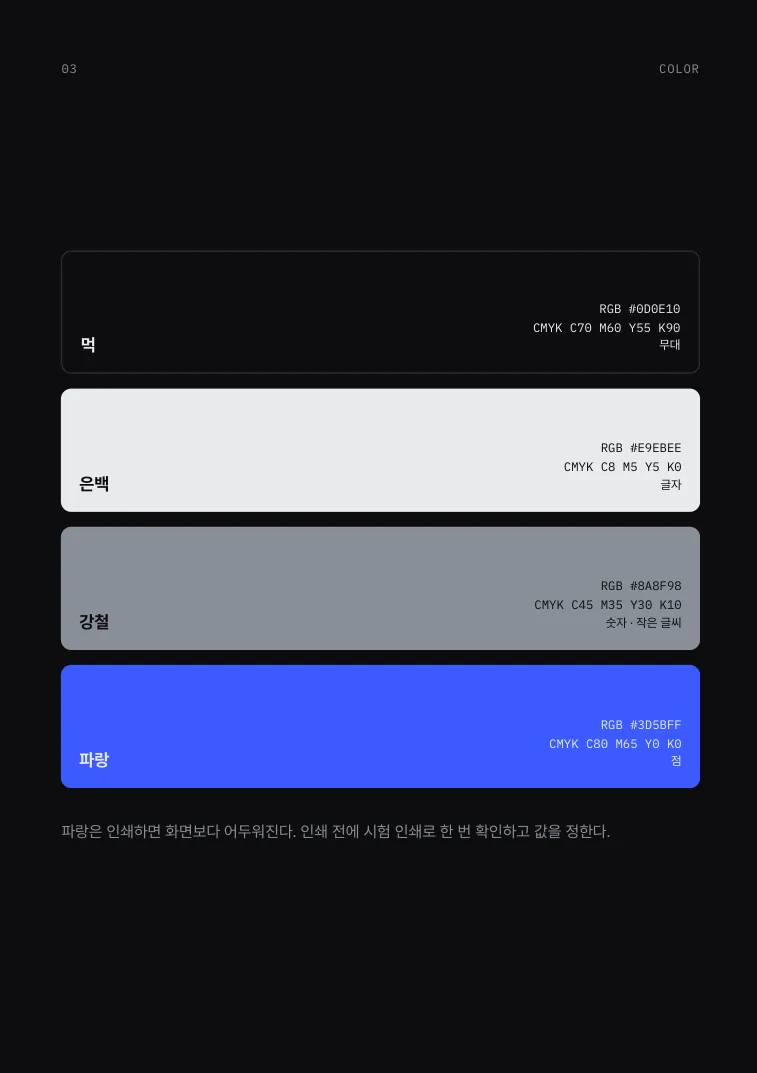 03
COLOR
먹
RGB #0D0E10
CMYK C70 M60 Y55 K90
무대
은백
RGB #E9EBEE
CMYK C8 M5 Y5 K0
글자
강철
RGB #8A8F98
CMYK C45 M35 Y30 K10
숫자 · 작은 글씨
파랑
RGB #3D5BFF
CMYK C80 M65 Y0 K0
점
파랑은 인쇄하면 화면보다 어두워진다. 인쇄 전에 시험 인쇄로 한 번 확인하고 값을 정한다.